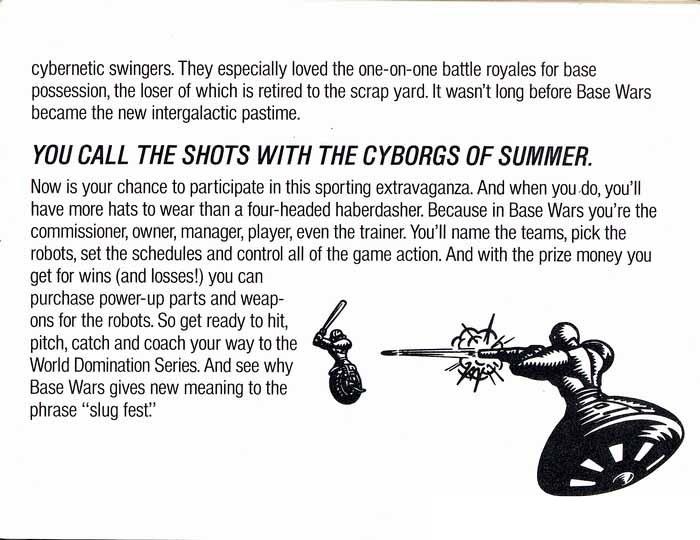 cybernetic swingers. They especially loved the one-on-one battle royales for base
possession, the loser of which is retired to the scrap yard. It wasn't long before Base Wars
became the new intergalactic pastime.
YOU CALL THE SHOTS WITH THE CYBORGS OF SUMMER.
Now is your chance to participate in this sporting extravaganza. And when you do, you'll
have more hats to wear than a four-headed haberdasher. Because in Base Wars you're the
commissioner, owner, manager, player, even the trainer. You'll name the teams, pick the
robots, set the schedules and control all of the game action. And with the prize money you
get for wins (and losses!) you can
purchase power-up parts and weap-
ons for the robots. So get ready to hit,
pitch, catch and coach your way to the
World Domination Series. And see why
Base Wars gives new meaning to the
phrase "slug fest."